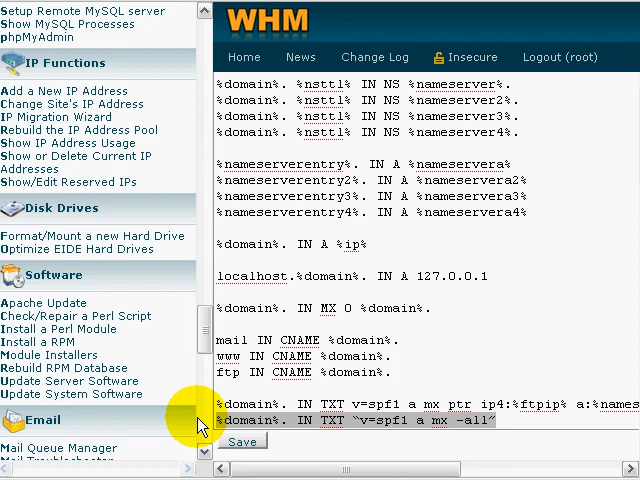 Setup Remote MySQL server
Show MySQL Processes
phpMyAdmin
IP Functions
Add a New IP Address
Change Site's IP Address
IP Migration Wizard
Rebuild the IP Address Pool
Show IP Address Usage
Show or Delete Current IP
Addresses
Show/Edit Reserved IPs
Disk Drives
Format/Mount a new Hard Drive
Optimize EIDE Hard Drives
Software
Apache Update
Check/Repair a Perl Script
Install a Perl Module
Install a RPM
Module Installers
Rebuild RPM Database
Update Server Software
Update System Software
Email
Mail Queue Manager
Mail Troubleshooter
WHM
Home News Change Log Insecure Logout (root)
%domain%. %nsttl% IN NS %nameserver%.
%domain%. %nsttl% IN NS %nameserver2%.
%domain%. %nsttl% IN NS %nameserver3%.
%domain%. %nsttl% IN NS %nameserver4%.
%nameserverentry%. IN A %nameservera%
%nameserverentry2%. IN A %nameservera2%
%nameserverentry3%. IN A %nameservera3%
%nameserverentry4%. IN A %nameservera4%
%domain%. IN A %ip%
localhost.%domain%. IN A 127.0.0.1
%domain%. IN MX 0 %domain%.
mail IN CNAME %domain%.
www IN CNAME %domain%.
ftp IN CNAME %domain%.
%domain%. IN TXT v=spf1 a mx ptr ip4:%ftpip% a:%names
%domain%. IN TXT “v=spf1 a mx -all”
Save